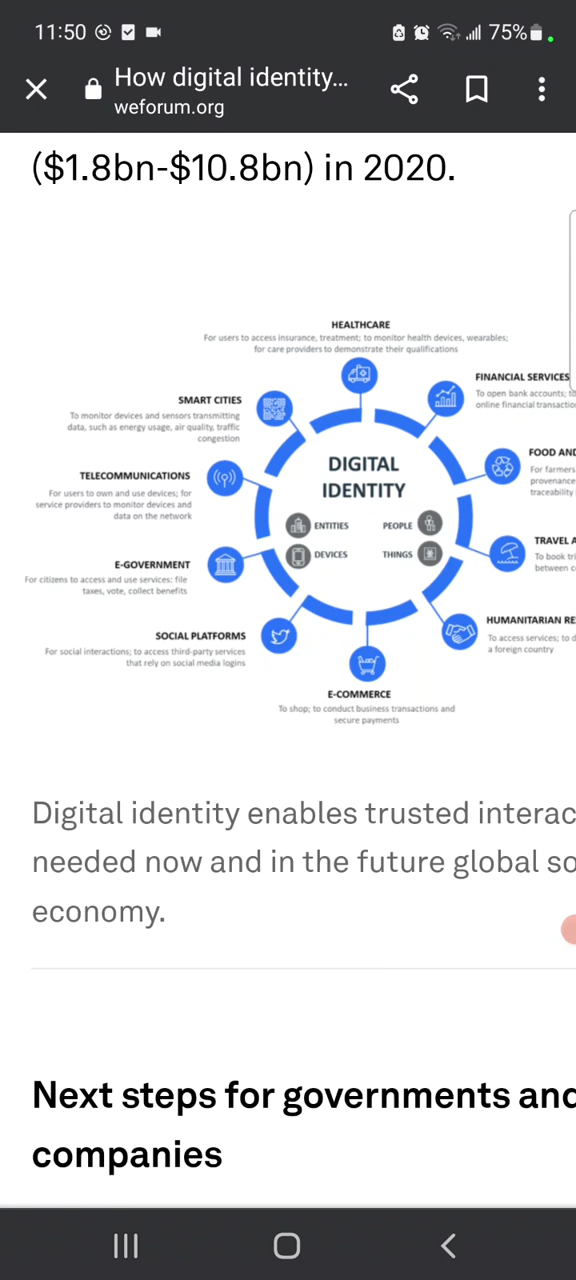 11:50
75%
How digital identity...
weforum.org
($1.8bn-$10.8bn) in 2020.
HEALTHCARE
For users to access insurance, treatment; to monitor health devices, wearables;
for care providers to demonstrate their qualifications
FINANCIAL SERVICES
To open bank accounts;
online financial
SMART CITIES
To monitor devices and sensors transmitting
data, such as energy usage, air quality, traffic
congestion
FOOD AND
For farmers
provenance
traceability
TELECOMMUNICATIONS
For users to own and use devices; for
service providers to monitor devices and
data on the network
DIGITAL
IDENTITY
ENTITIES
PEOPLE
DEVICES
THINGS
TRAVEL
To book
between
E-GOVERNMENT
For citizens to access and use services: file
taxes, vote, collect benefits
HUMANITARIAN
To access services; to
a foreign country
SOCIAL PLATFORMS
For social interactions; to access third-party services
that rely on social media logins
E-COMMERCE
To shop; to conduct business transactions and
secure payments
Digital identity enables trusted interac
needed now and in the future global so
economy.
Next steps for governments and
companies